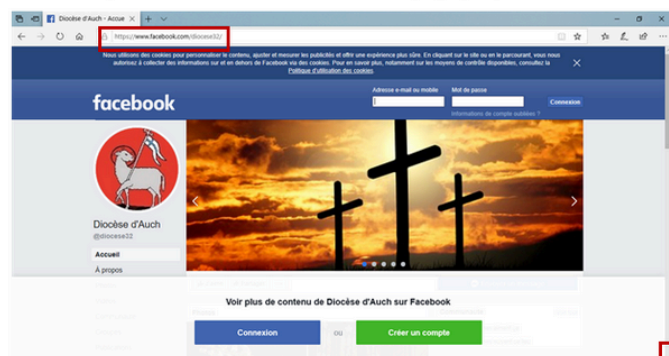 Diocèse d'Auch - Accue
https://www.facebook.com/diocese32/
Nous utilisons des cookies pour personnaliser le contenu, ajuster et mesurer les publicités et offrir une expérience plus sûre. En cliquant sur le site ou en le parcourant, vous nous
autorisez à collecter des informations sur et en dehors de Facebook via des cookies. Pour en savoir plus, notamment sur les moyens de contrôle disponibles, consultez la
Politique d'utilisation des cookies.
facebook
Adresse e-mail ou mobile
Mot de passe
Connexion
Informations de compte oubliées ?
Diocèse d'Auch
@diocese32
Accueil
À propos
Voir plus de contenu de Diocèse d'Auch sur Facebook
Connexion
ou
Créer un compte